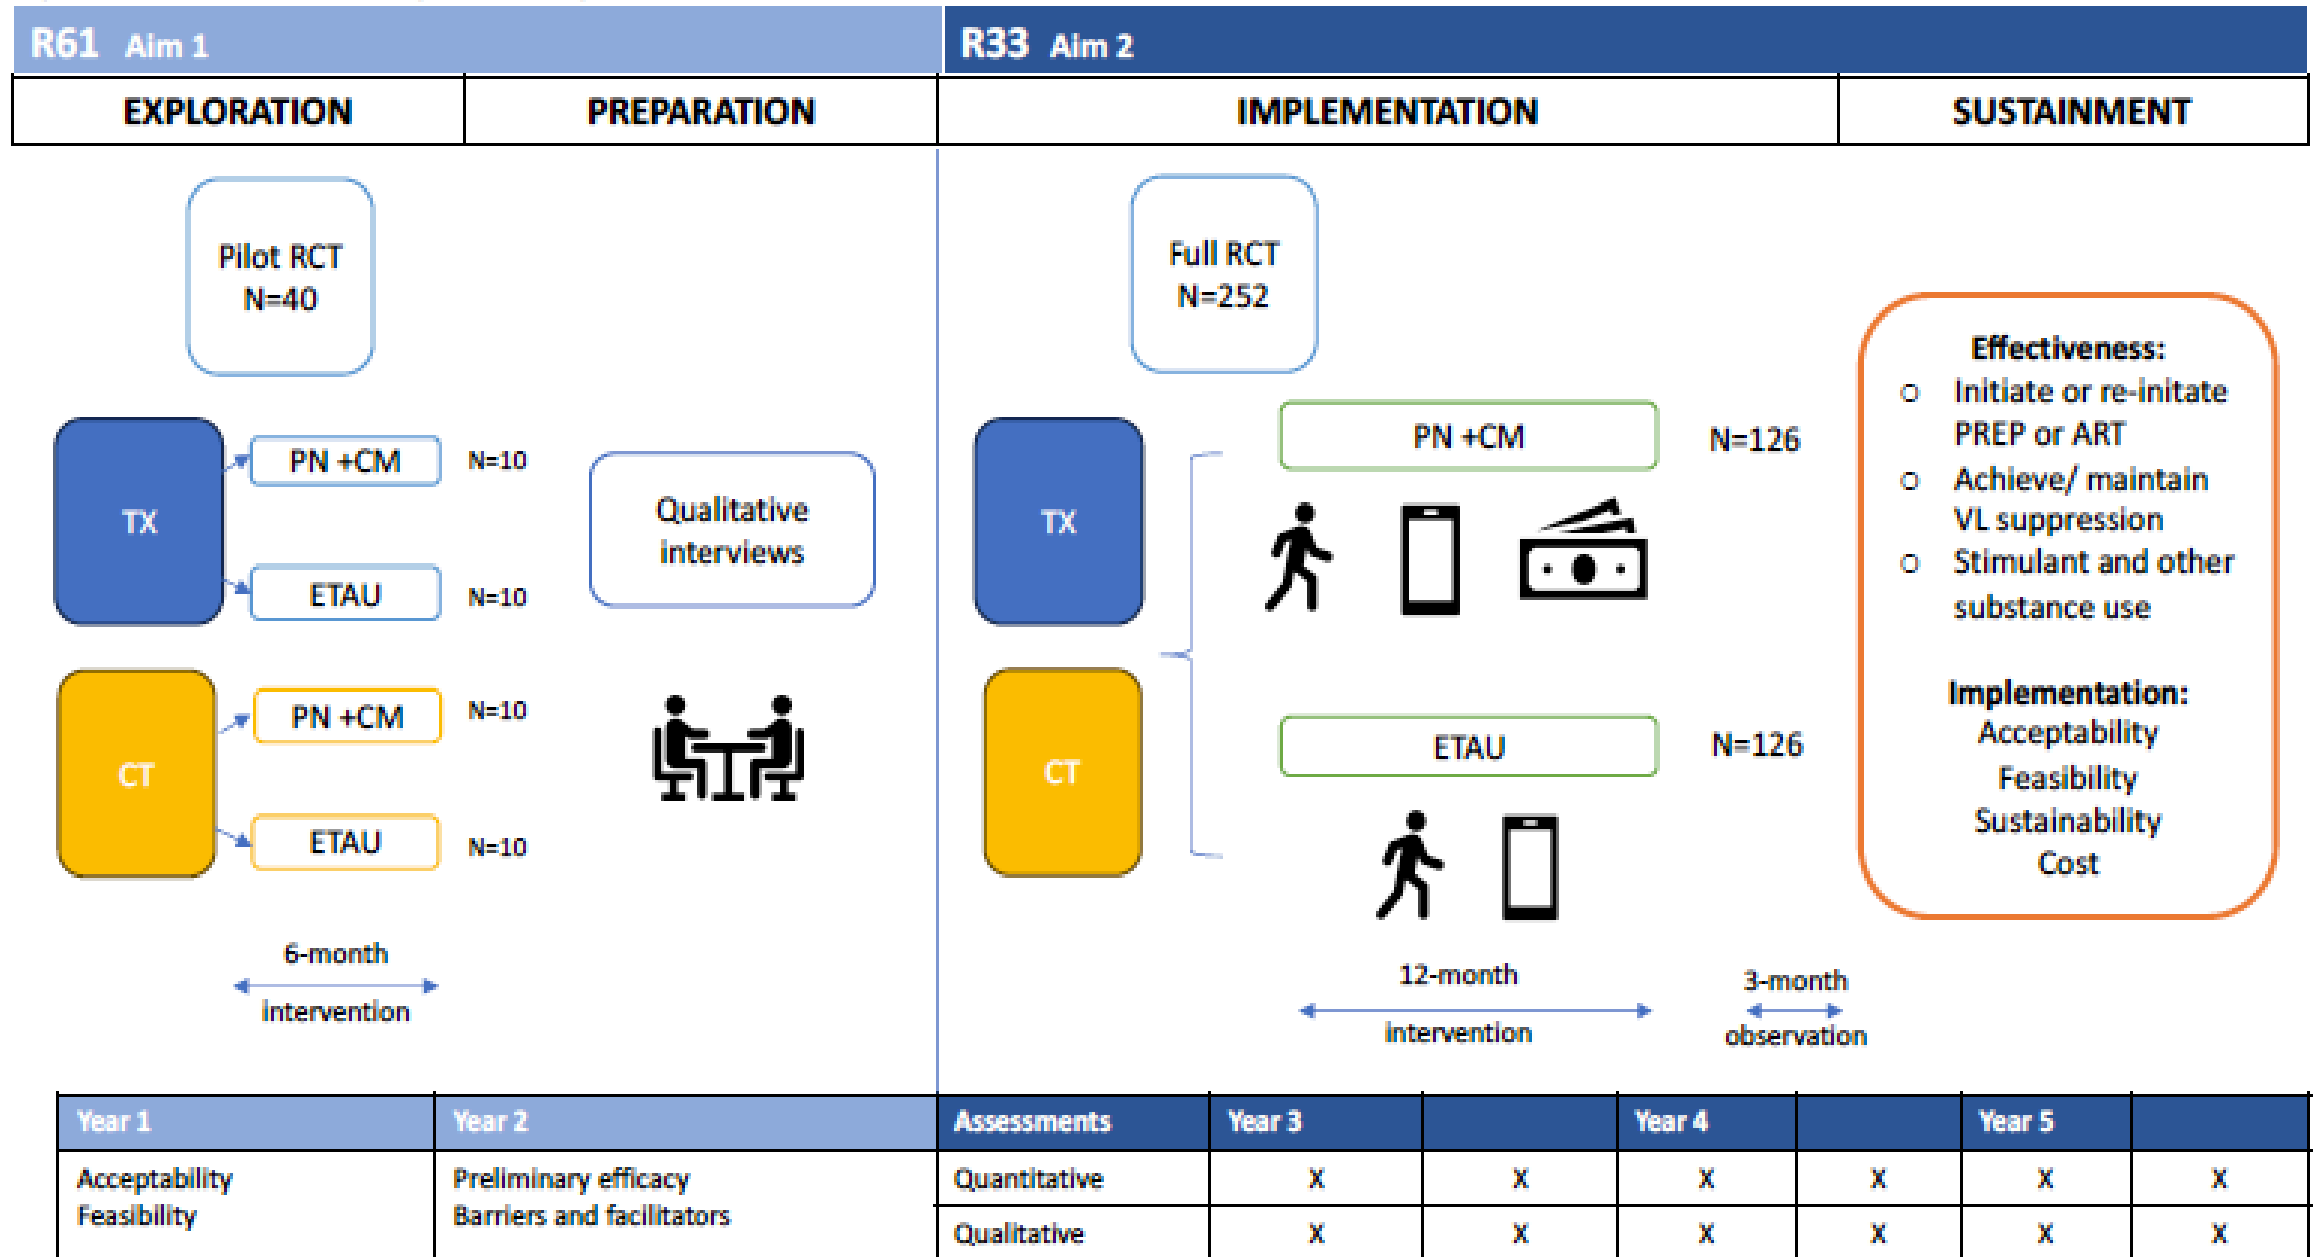 R61 Aim 1
R33 Aim 2
EXPLORATION
PREPARATION
IMPLEMENTATION
SUSTAINMENT
Pilot RCT
N=40
TX
PN +CM
N=10
ETAU
N=10
CT
PN +CM
N=10
ETAU
N=10
6-month
intervention
Qualitative
interviews
Full RCT
N=252
TX
CT
PN +CM
N=126
ETAU
N=126
12-month
intervention
3-month
observation
Effectiveness:
o Initiate or re-initate
PREP or ART
o Achieve/ maintain
VL suppression
o Stimulant and other
substance use
Implementation:
Acceptability
Feasibility
Sustainability
Cost
Year 1
Year 2
Acceptability
Feasibility
Preliminary efficacy
Barriers and facilitators
Assessments Year 3 Year 4 Year 5
Quantitative X X X X X X
Qualitative X X X X X X